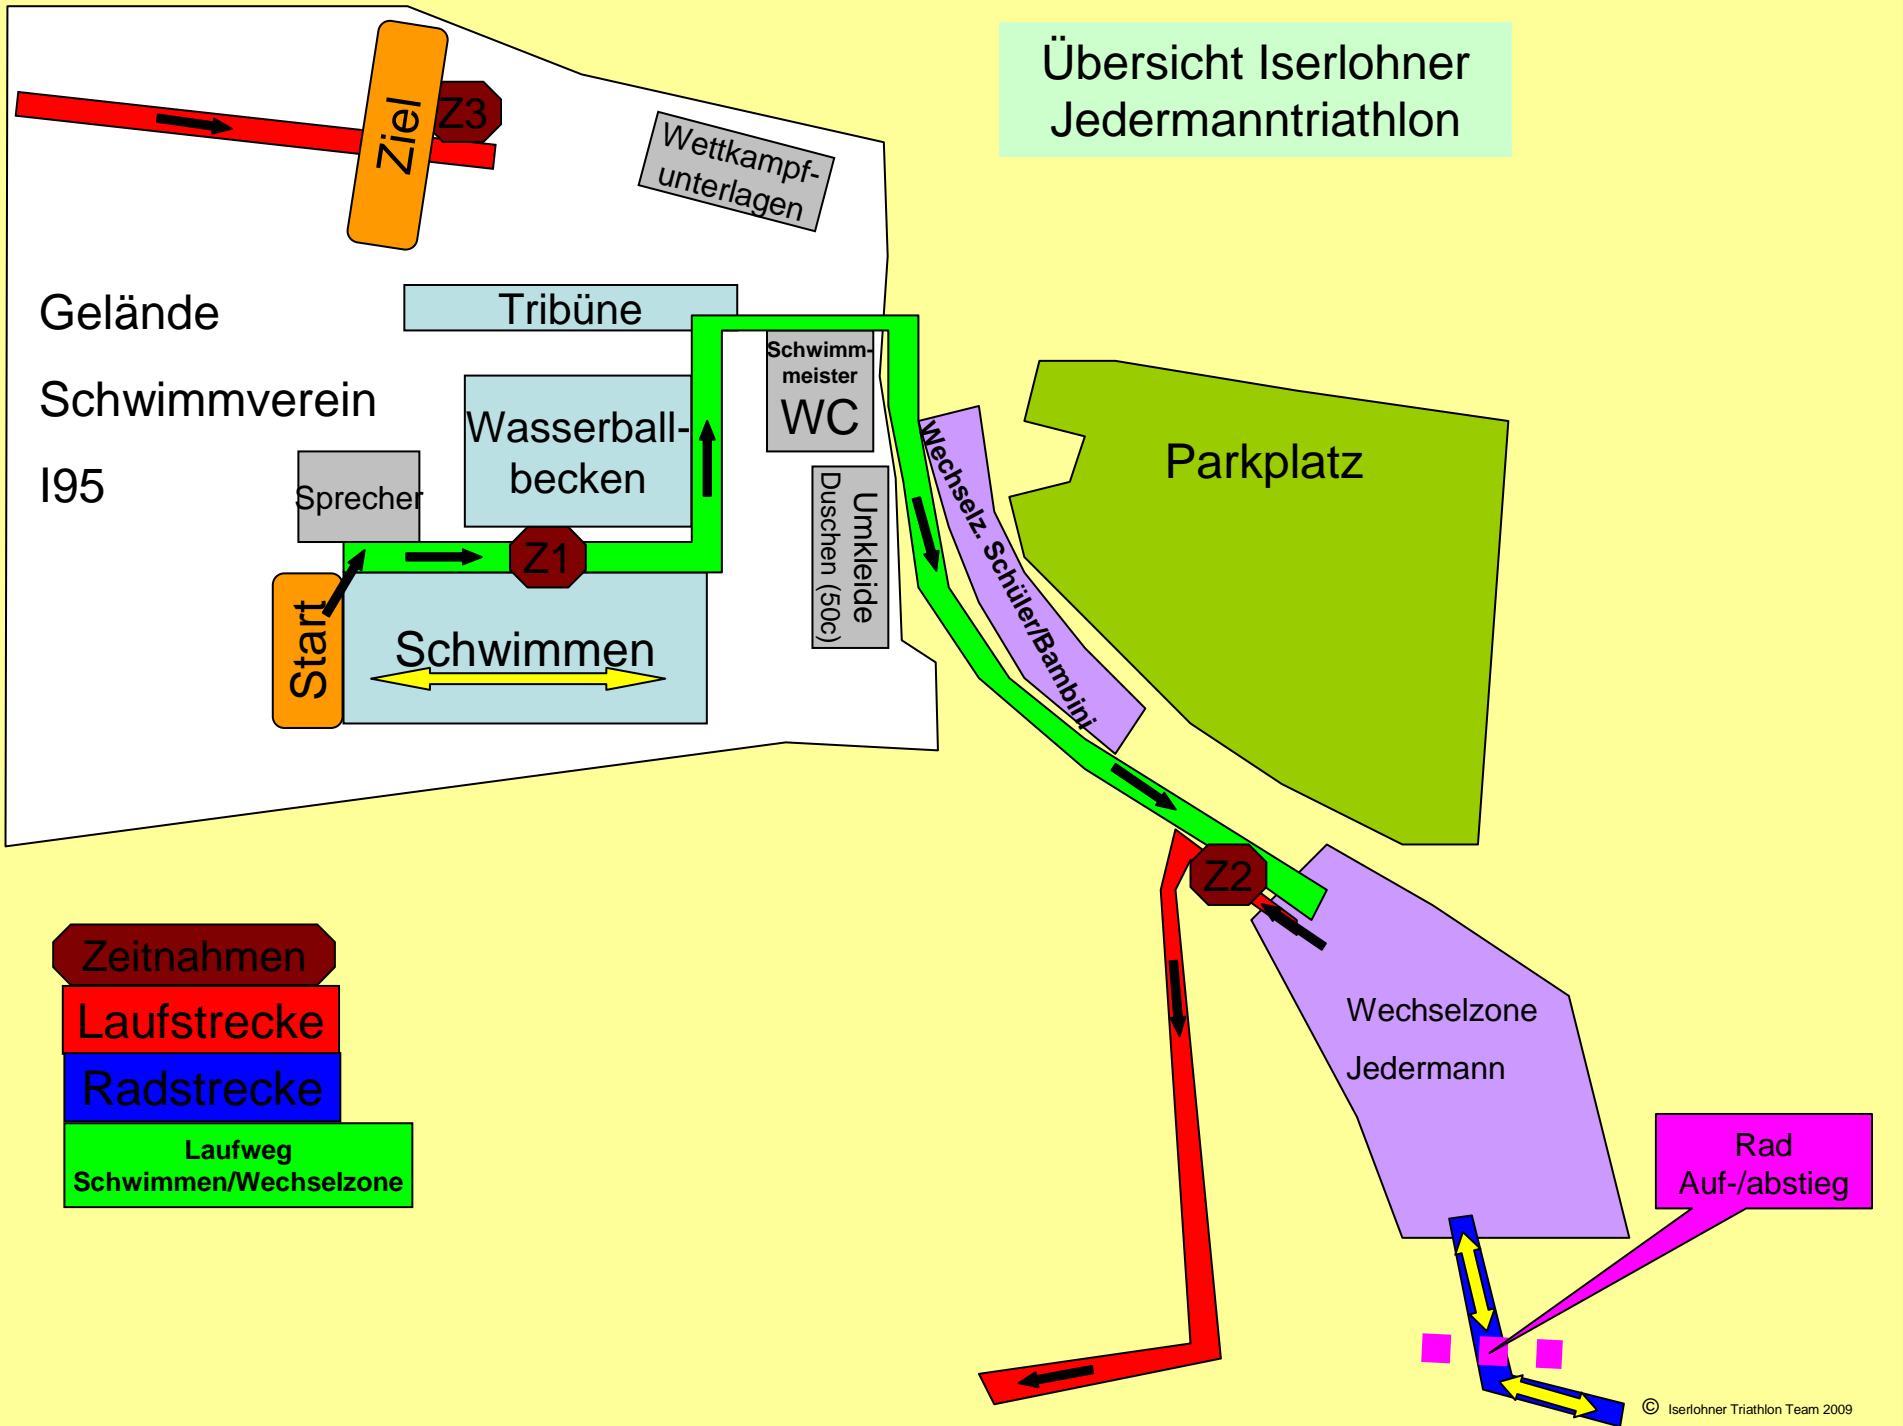 Übersicht Iserlohner
Jedermanntriathlon
Ziel
Z3
Wettkampf-
unterlagen
Gelände
Schwimmverein
I95
Tribüne
Schwimm-
meister
WC
Wasserball-
becken
Sprecher
Z1
Start
Schwimmen
Umkleide
Duschen (50c)
Wechselz. Schüler/Bambini
Parkplatz
Z2
Wechselzone
Jedermann
Zeitnahmen
Laufstrecke
Radstrecke
Laufweg
Schwimmen/Wechselzone
Rad
Auf-/abstieg
© Iserlohner Triathlon Team 2009